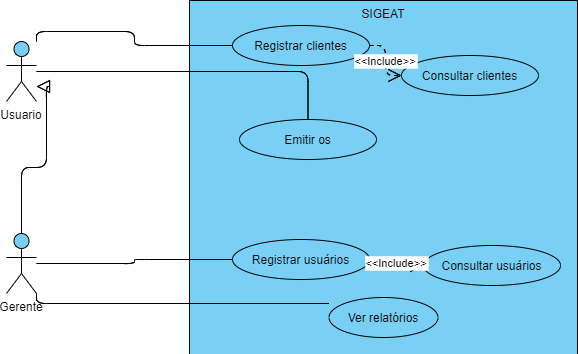 SIGEAT
Registrar clientes
<<Include>>
Consultar clientes
Usuario
Emitir os
Registrar usuários
<<Include>>
Consultar usuários
Gerente
Ver relatórios